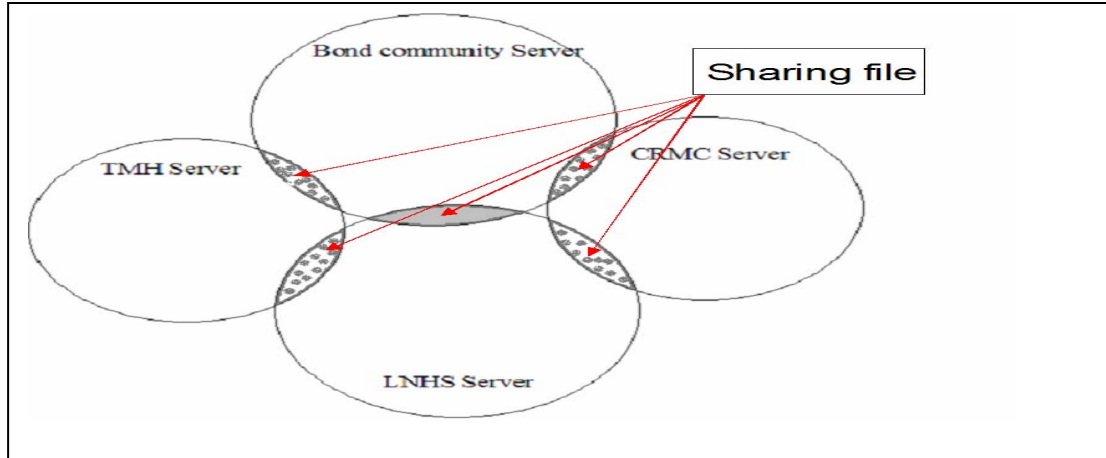 Bond community Server
Sharing file
TMH Server
CRMC Server
LNHS Server